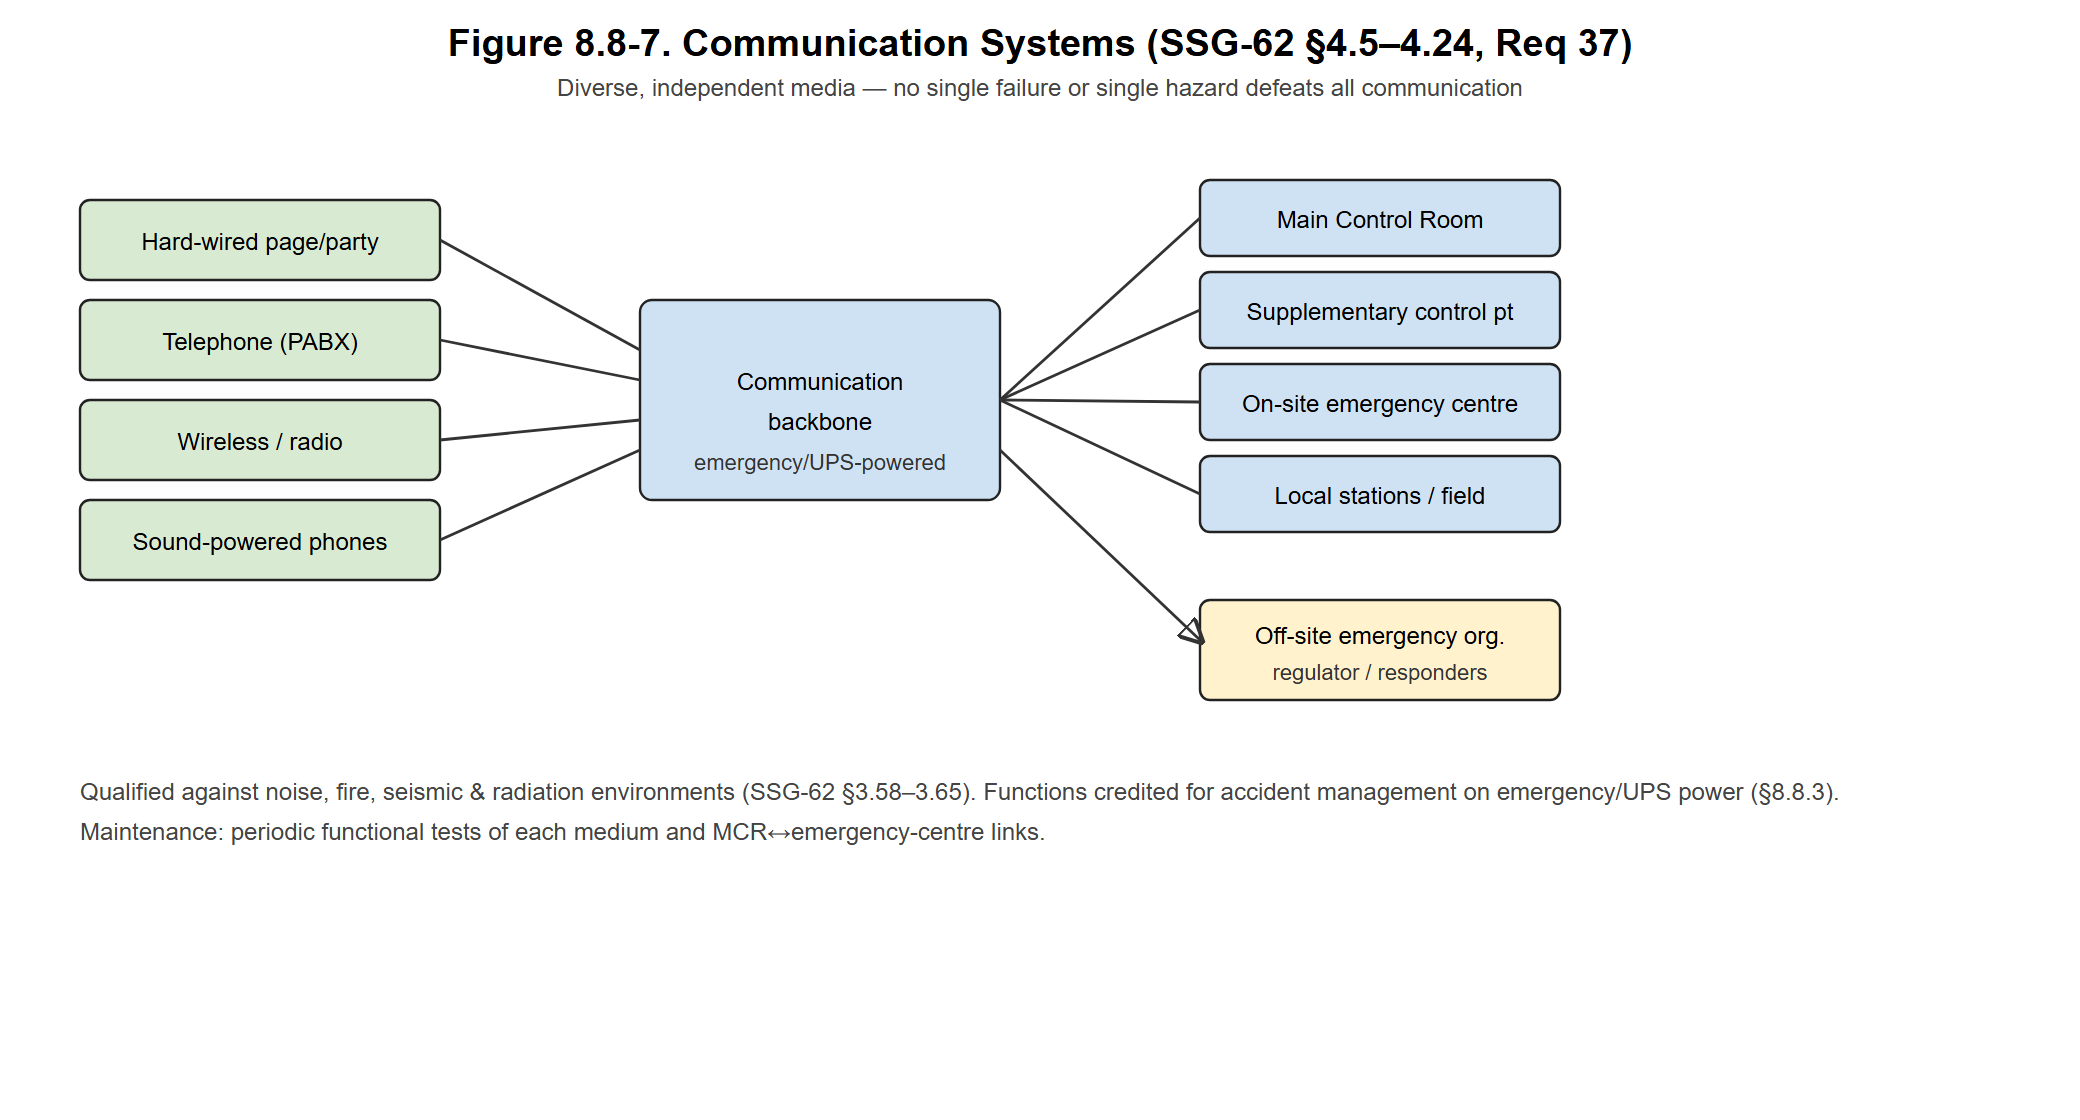 Figure 8.8-7. Communication Systems (SSG-62 §4.5–4.24, Req 37)
Diverse, independent media — no single failure or single hazard defeats all communication
Hard-wired page/party
Telephone (PABX)
Wireless / radio
Sound-powered phones
Communication
backbone
emergency/UPS-powered
Main Control Room
Supplementary control pt
On-site emergency centre
Local stations / field
Off-site emergency org.
regulator / responders
Qualified against noise, fire, seismic & radiation environments (SSG-62 §3.58–3.65). Functions credited for accident management on emergency/UPS power (§8.8.3).
Maintenance: periodic functional tests of each medium and MCR↔emergency-centre links.